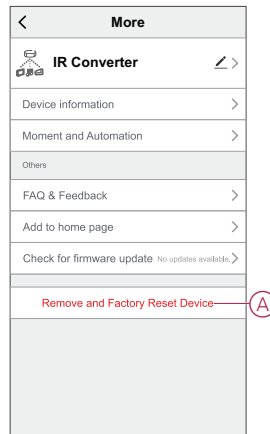 More
IR Converter
Device information
Moment and Automation
Others
FAQ & Feedback
Add to home page
Check for firmware update No updates available.
Remove and Factory Reset Device A